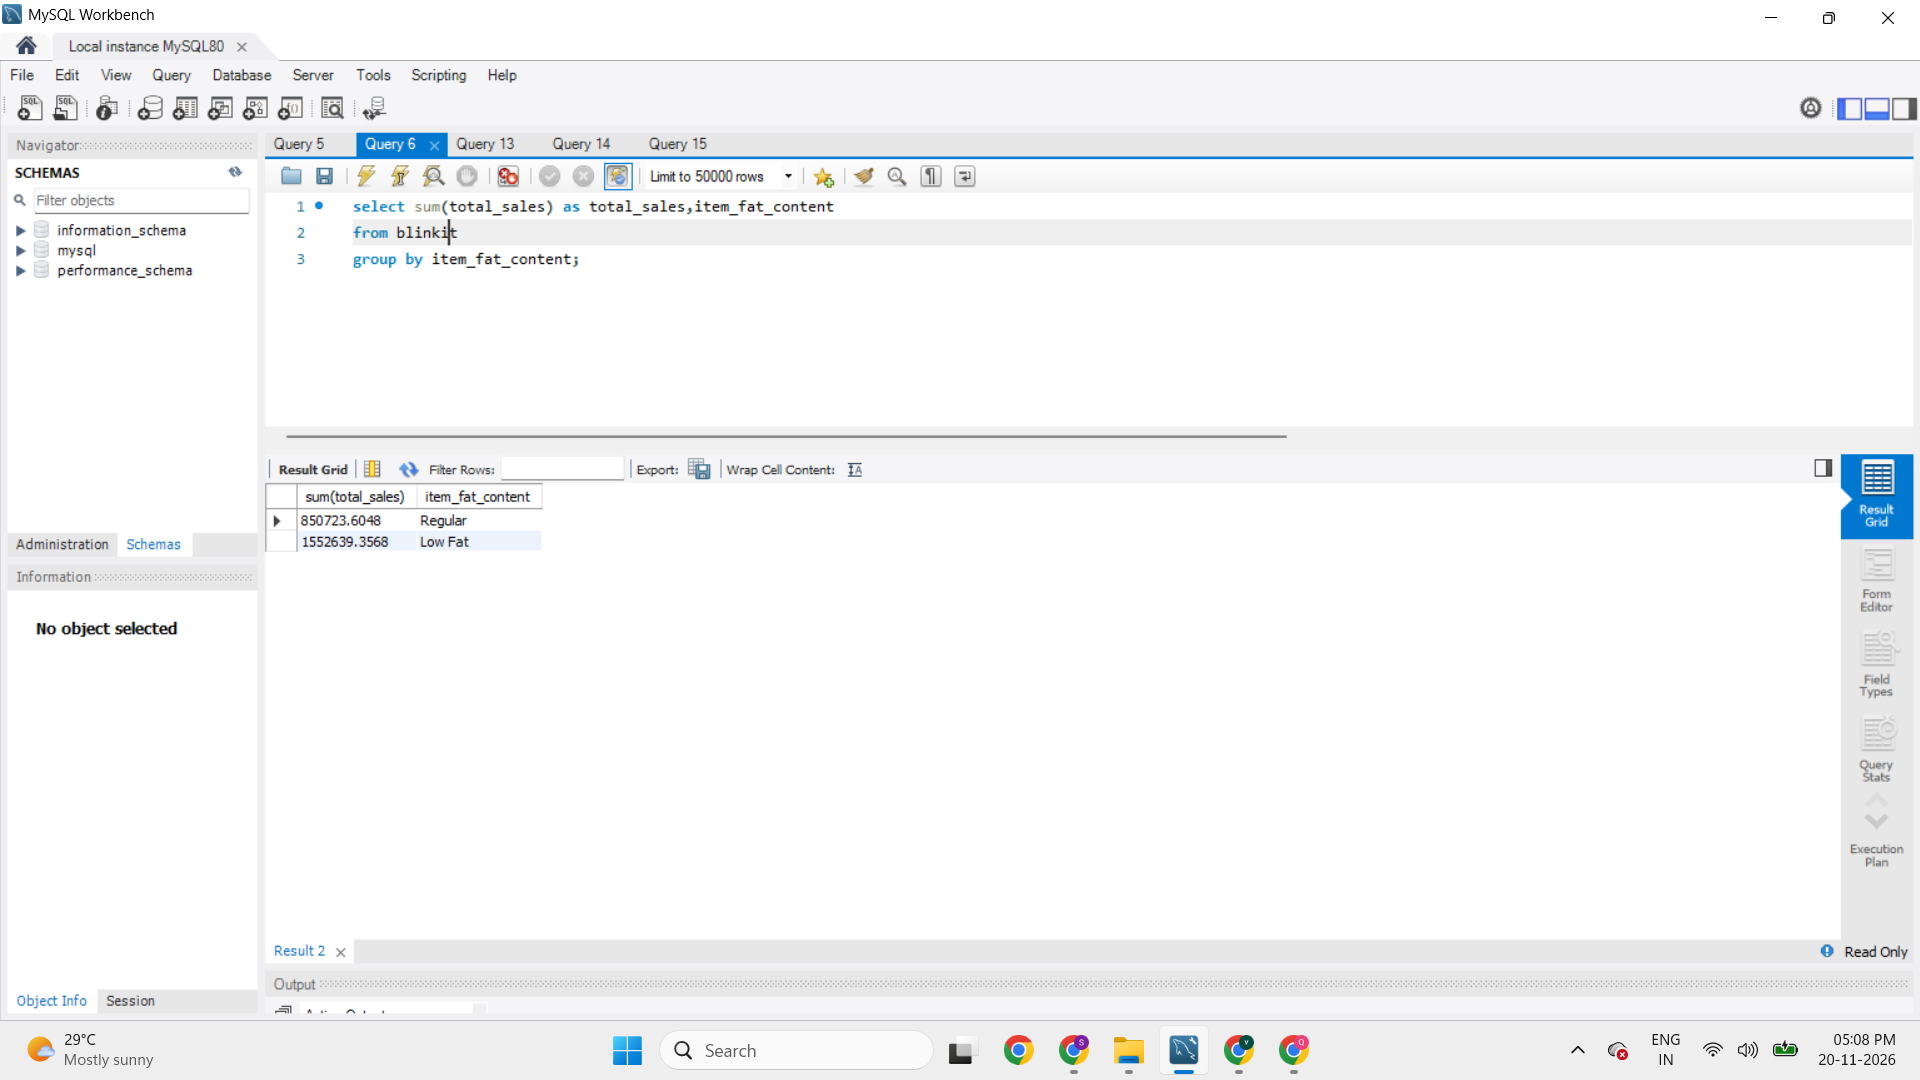 MySQL Workbench
Local instance MySQL80
File Edit View Query Database Server Tools Scripting Help
Navigator
SCHEMAS
Filter objects
information_schema
mysql
performance_schema
Administration Schemas
Information
No object selected
Object Info Session
Query 5 Query 6 Query 13 Query 14 Query 15
Limit to 50000 rows
1 select sum(total_sales) as total_sales,item_fat_content
2 from blinkit
3 group by item_fat_content;
Result Grid Filter Rows: Export: Wrap Cell Content:
sum(total_sales) item_fat_content
850723.6048 Regular
1552639.3568 Low Fat
Result
Grid
Form
Editor
Field
Types
Query
Stats
Execution
Plan
Result 2
Read Only
Output
29°C
Mostly sunny
Search
ENG
IN
05:08 PM
20-11-2026